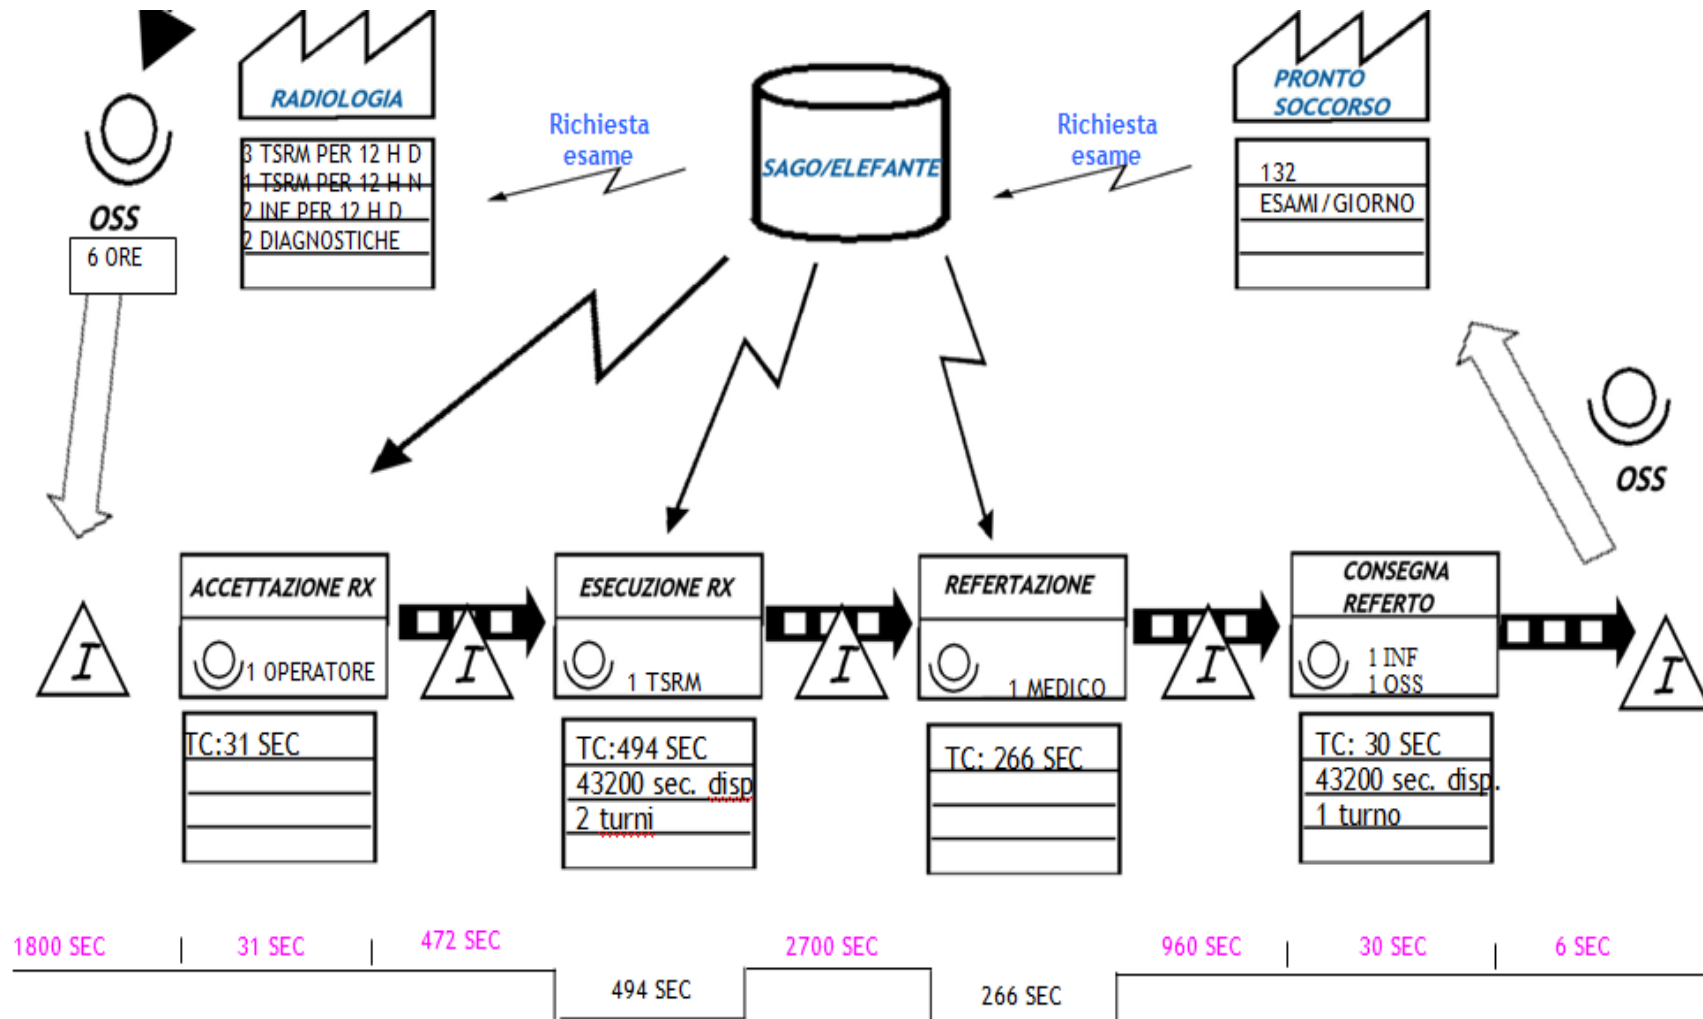 RADIOLOGIA
3 TSRM PER 12 H D
1 TSRM PER 12 H N
2 INF PER 12 H D
2 DIAGNOSTICHE
OSS
6 ORE
Richiesta
esame
SAGO/ELEFANTE
Richiesta
esame
PRONTO
SOCCORSO
132
ESAMI/GIORNO
OSS
I
ACCETTAZIONE RX
1 OPERATORE
TC:31 SEC
I
ESECUZIONE RX
1 TSRM
TC:494 SEC
43200 sec. disp
2 turni
I
REFERTAZIONE
1 MEDICO
TC: 266 SEC
I
CONSEGNA
REFERTO
1 INF
1 OSS
TC: 30 SEC
43200 sec. disp.
1 turno
I
1800 SEC
31 SEC
472 SEC
494 SEC
2700 SEC
266 SEC
960 SEC
30 SEC
6 SEC